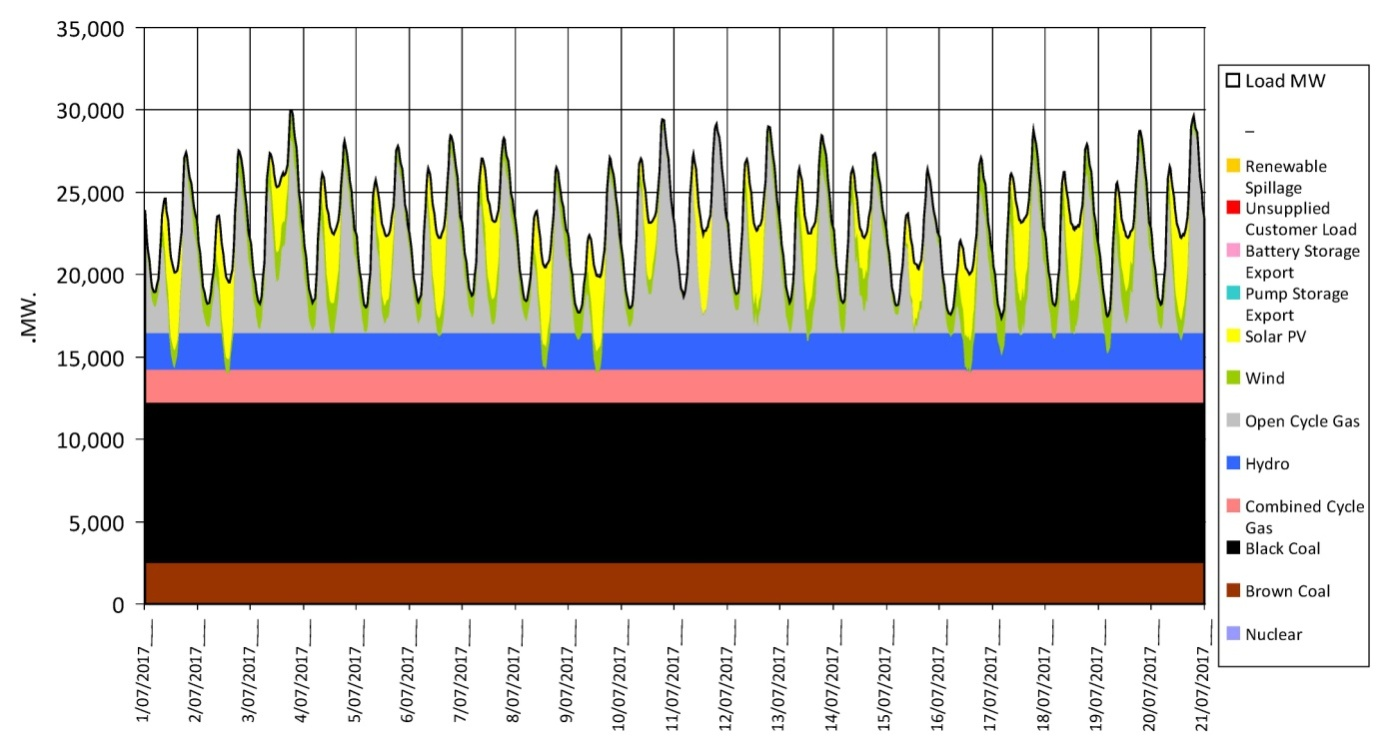 35,000
30,000
25,000
20,000
15,000
10,000
5,000
0
.MW.
1/07/2017
2/07/2017
3/07/2017
4/07/2017
5/07/2017
6/07/2017
7/07/2017
8/07/2017
9/07/2017
10/07/2017
11/07/2017
12/07/2017
13/07/2017
14/07/2017
15/07/2017
16/07/2017
17/07/2017
18/07/2017
19/07/2017
20/07/2017
21/07/2017
Load MW
–
Renewable
Spillage
Unsupplied
Customer Load
Battery Storage
Export
Pump Storage
Export
Solar PV
Wind
Open Cycle Gas
Hydro
Combined Cycle
Gas
Black Coal
Brown Coal
Nuclear